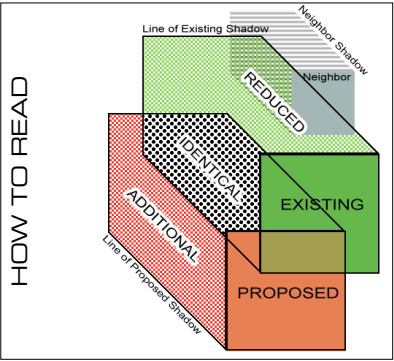 HOW TO READ
Line of Existing Shadow
Neighbor Shadow
Neighbor
REDUCED
IDENTICAL
ADDITIONAL
EXISTING
PROPOSED
Line of Proposed Shadow